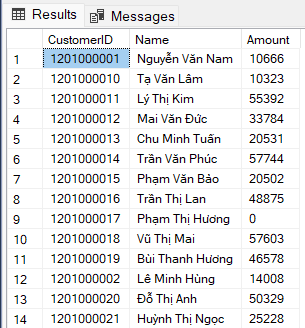 Results Messages
CustomerID Name Amount
1 1201000001 Nguyễn Văn Nam 10666
2 1201000010 Tạ Văn Lâm 10323
3 1201000011 Lý Thị Kim 55392
4 1201000012 Mai Văn Đức 33784
5 1201000013 Chu Minh Tuấn 20531
6 1201000014 Trần Văn Phúc 57744
7 1201000015 Phạm Văn Bảo 20502
8 1201000016 Trần Thị Lan 48875
9 1201000017 Phạm Thị Hương 0
10 1201000018 Vũ Thị Mai 57603
11 1201000019 Bùi Thanh Hương 46578
12 1201000002 Lê Minh Hùng 14008
13 1201000020 Đỗ Thị Anh 50329
14 1201000021 Huỳnh Thị Ngọc 25228